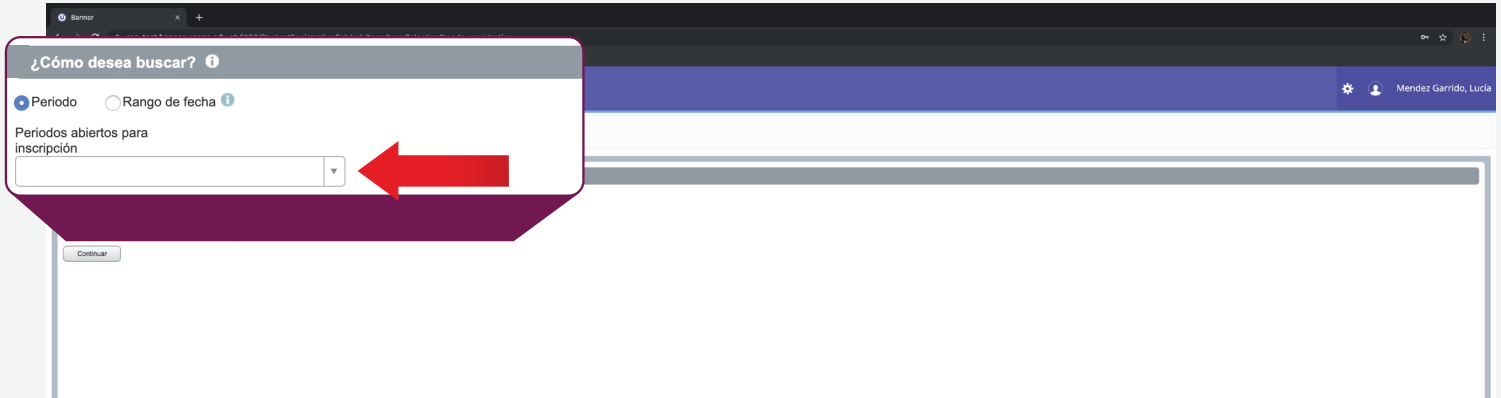 Banner
¿Cómo desea buscar?
Periodo
Rango de fecha
Periodos abiertos para
inscripción
Mendez Garrido, Lucía
Continuar